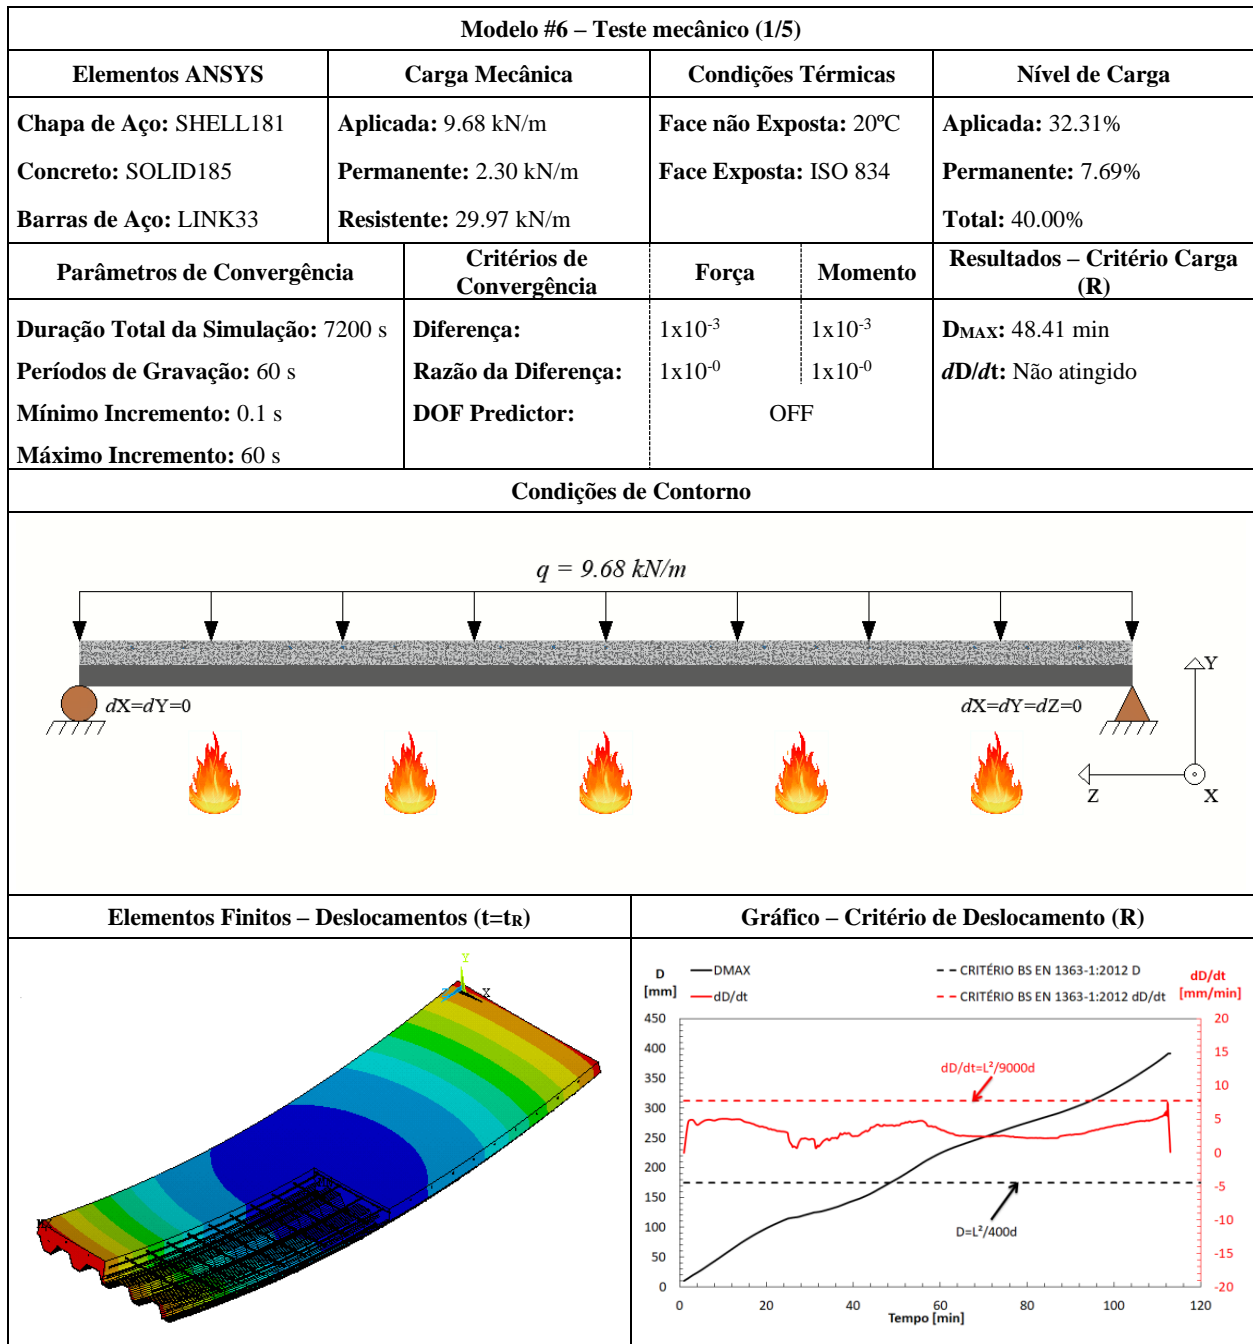 Modelo #6 – Teste mecânico (1/5)
Elementos ANSYS
Carga Mecânica
Condições Térmicas
Nível de Carga
Chapa de Aço: SHELL181
Concreto: SOLID185
Barras de Aço: LINK33
Aplicada: 9.68 kN/m
Permanente: 2.30 kN/m
Resistente: 29.97 kN/m
Face não Exposta: 20ºC
Face Exposta: ISO 834
Aplicada: 32.31%
Permanente: 7.69%
Total: 40.00%
Parâmetros de Convergência
Critérios de
Convergência
Força
Momento
Resultados – Critério Carga
(R)
Duração Total da Simulação: 7200 s
Períodos de Gravação: 60 s
Mínimo Incremento: 0.1 s
Máximo Incremento: 60 s
Diferença: 1x10-3 1x10-3
Razão da Diferença: 1x10-0 1x10-0
DOF Predictor: OFF
DMAX: 48.41 min
dD/dt: Não atingido
Condições de Contorno
q = 9.68 kN/m
dX=dY=0
dX=dY=dZ=0
Y
Z
X
Elementos Finitos – Deslocamentos (t=tR)
Gráfico – Critério de Deslocamento (R)
Y
X
D
[mm]
DMAX
dD/dt
CRITÉRIO BS EN 1363-1:2012 D
CRITÉRIO BS EN 1363-1:2012 dD/dt
dD/dt
[mm/min]
450
400
350
300
250
200
150
100
50
0
dD/dt=L²/9000d
D=L²/400d
20
15
10
5
0
-5
-10
-15
-20
0 20 40 60 80 100 120
Tempo [min]